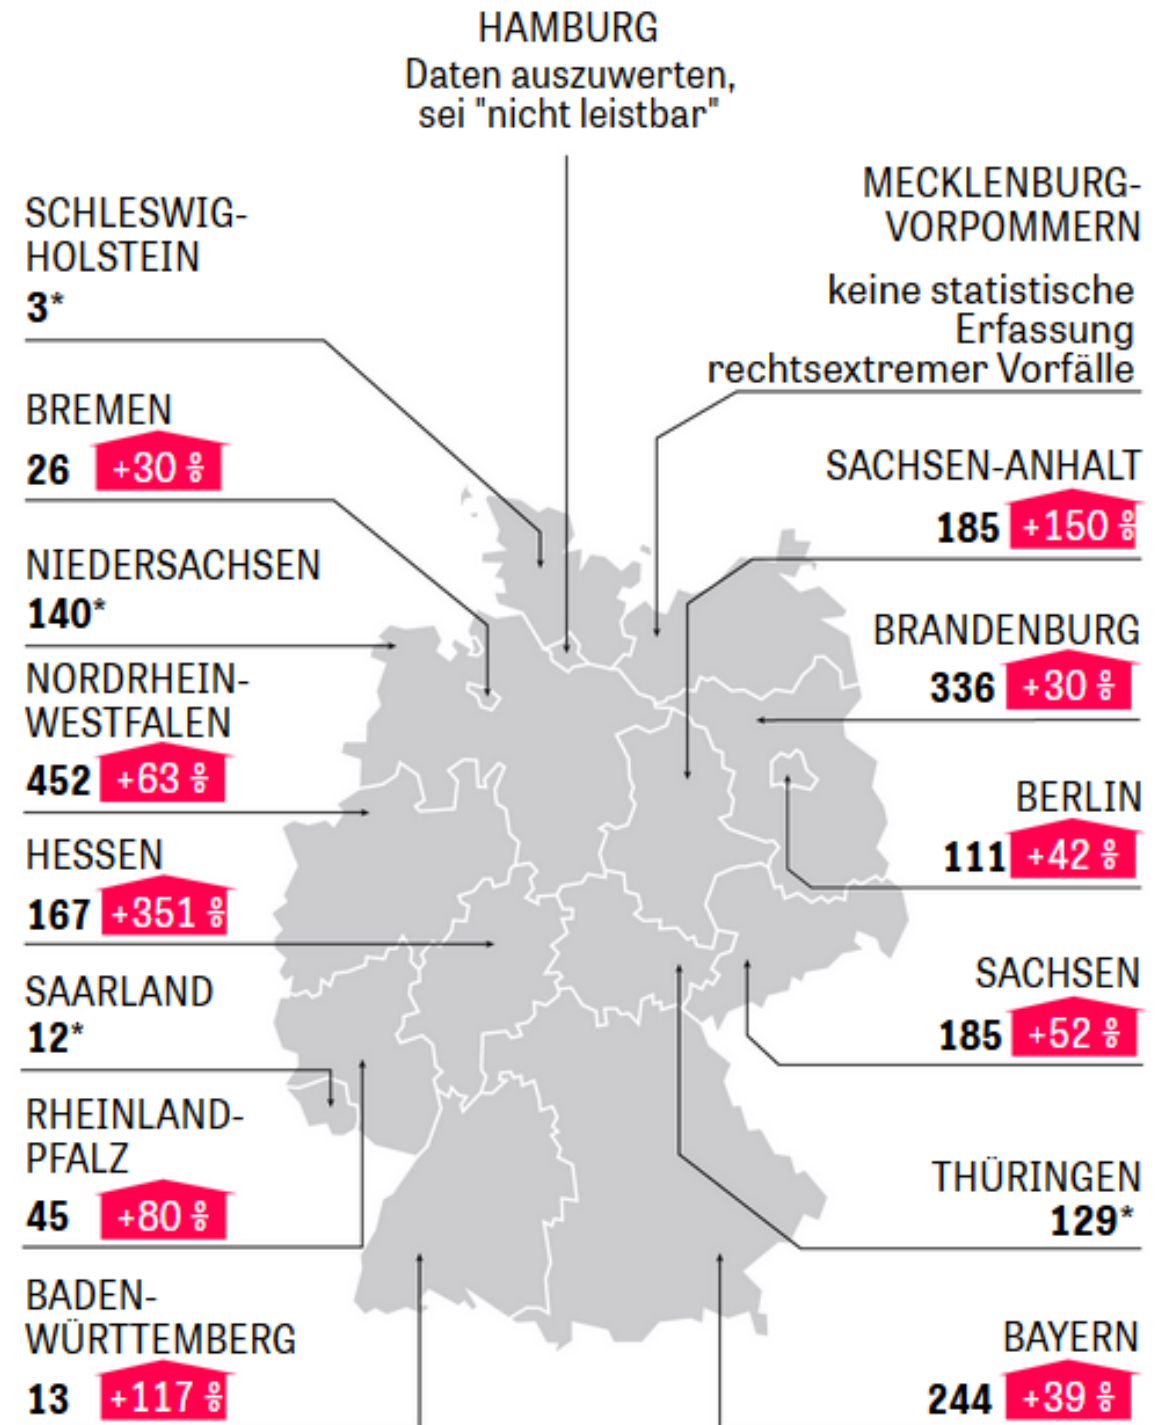 HAMBURG
Daten auszuwerten,
sei "nicht leistbar"
SCHLESWIG-
HOLSTEIN
3*
BREMEN
26 +30 %
NIEDERSACHSEN
140*
NORDRHEIN-
WESTFALEN
452 +63 %
HESSEN
167 +351 %
SAARLAND
12*
RHEINLAND-
PFALZ
45 +80 %
BADEN-
WÜRTTEMBERG
13 +117 %
MECKLENBURG-
VORPOMMERN
keine statistische
Erfassung
rechtsextremer Vorfälle
SACHSEN-ANHALT
185 +150 %
BRANDENBURG
336 +30 %
BERLIN
111 +42 %
SACHSEN
185 +52 %
THÜRINGEN
129*
BAYERN
244 +39 %